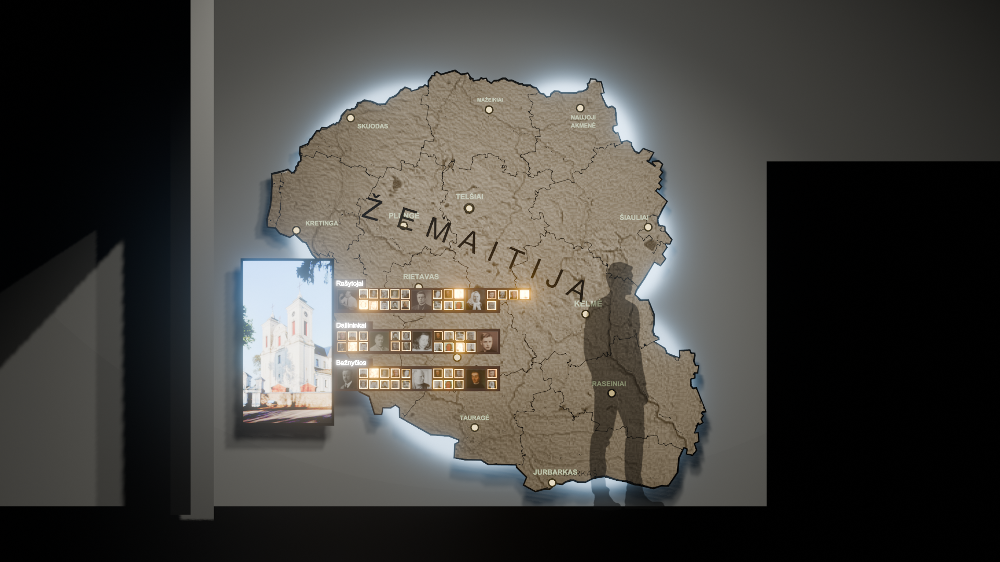 MAŽEIKIAI
NAUJOJI
AKMENĖ
SKUODAS
TELŠIAI
ŽEMAITIJA
PLUNGĖ
ŠIAULIAI
KRETINGA
RIETAVAS
Rašytojai
KELMĖ
Dailininkai
Bažnyčios
RASEINIAI
TAURAGĖ
JURBARKAS